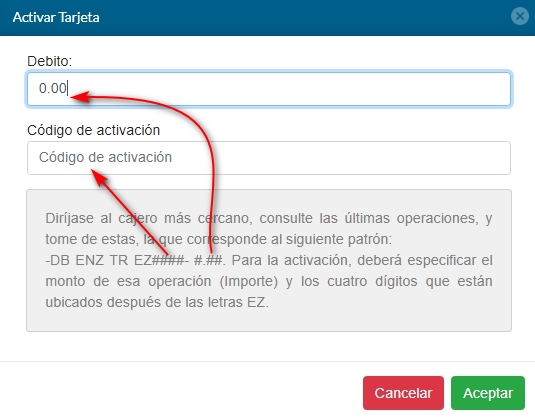 Activar Tarjeta
Debito:
0.00
Código de activación
Código de activación
Diríjase al cajero más cercano, consulte las últimas operaciones, y
tome de estas, la que corresponde al siguiente patrón:
-DB ENZ TR EZ####- #.##. Para la activación, deberá especificar el
monto de esa operación (Importe) y los cuatro dígitos que están
ubicados después de las letras EZ.
Cancelar Aceptar